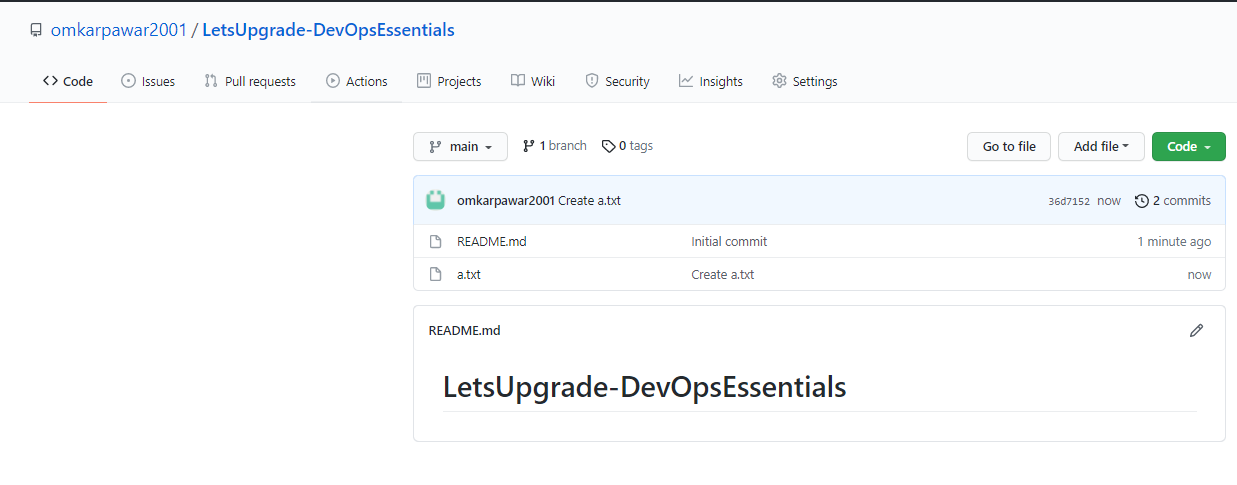 omkarpawar2001 / LetsUpgrade-DevOpsEssentials
Code Issues Pull requests Actions Projects Wiki Security Insights Settings
main 1 branch 0 tags Go to file Add file Code
omkarpawar2001 Create a.txt 36d7152 now 2 commits
README.md Initial commit 1 minute ago
a.txt Create a.txt now
README.md
LetsUpgrade-DevOpsEssentials